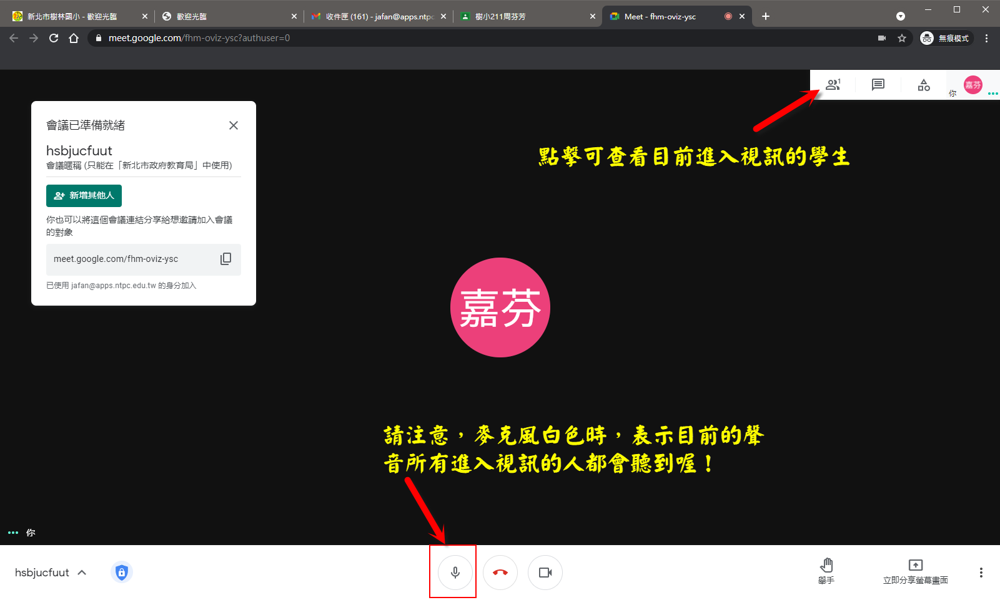 新北市樹林國小 - 歡迎光臨
歡迎光臨
收件匣 (161) - jafan@apps.ntpc
樹小211周芬芳
Meet - fhm-oviz-ysc
meet.google.com/fhm-oviz-ysc?authuser=0
無痕模式
1
你
嘉芬
會議已準備就緒
hsbjucfuut
會議暱稱 (只能在「新北市政府教育局」中使用)
新增其他人
你也可以將這個會議連結分享給想邀請加入會議
的對象
meet.google.com/fhm-oviz-ysc
已使用 jafan@apps.ntpc.edu.tw 的身分加入
點擊可查看目前進入視訊的學生
嘉芬
請注意，麥克風白色時，表示目前的聲
音所有進入視訊的人都會聽到喔！
你
hsbjucfuut
舉手
立即分享螢幕畫面